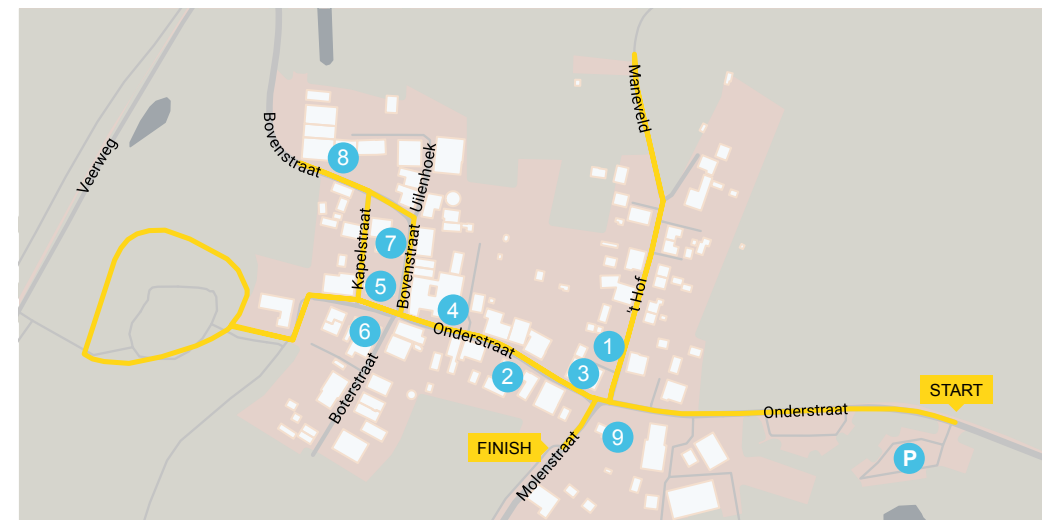 Maneveld
Bovenstraat
8
Uilenhoek
Veerweg
Kapelstraat
7
Bovenstraat
5
't Hof
4
6
Onderstraat
1
3
2
Boterstraat
START
Onderstraat
9
FINISH
P
Molenstraat